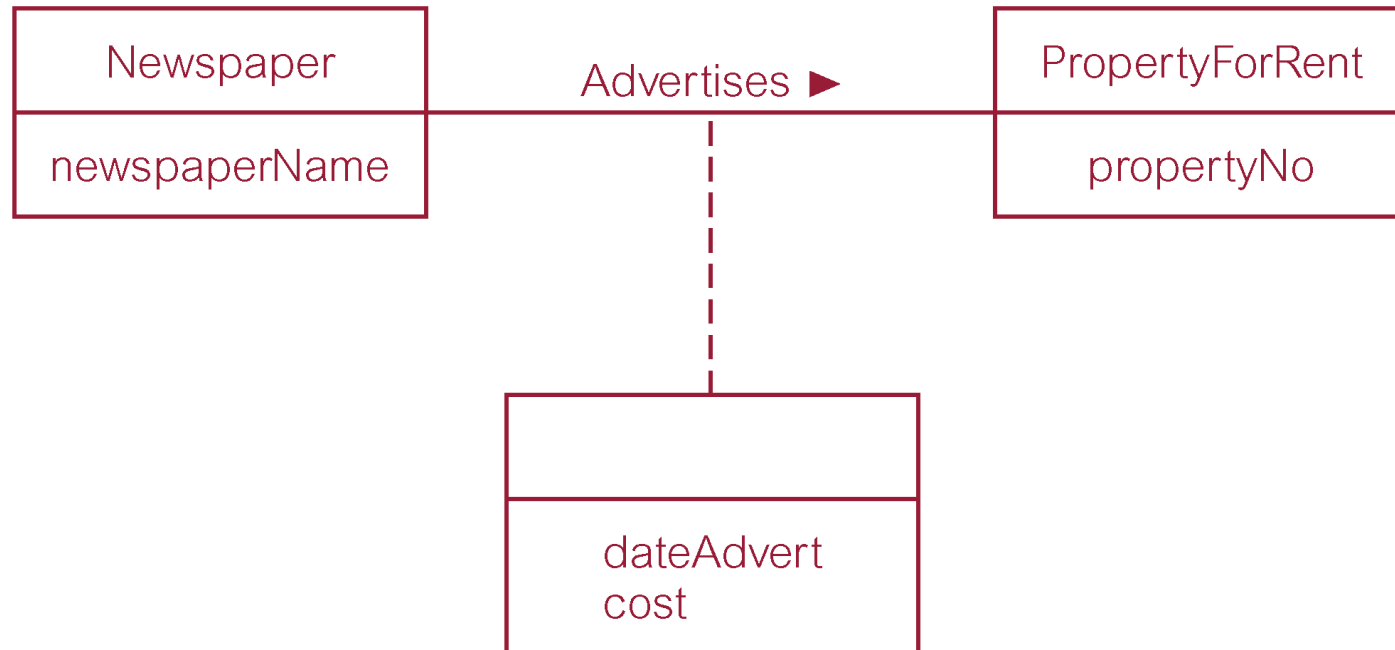 Newspaper
Advertises ►
PropertyForRent
newspaperName
propertyNo
dateAdvert
cost